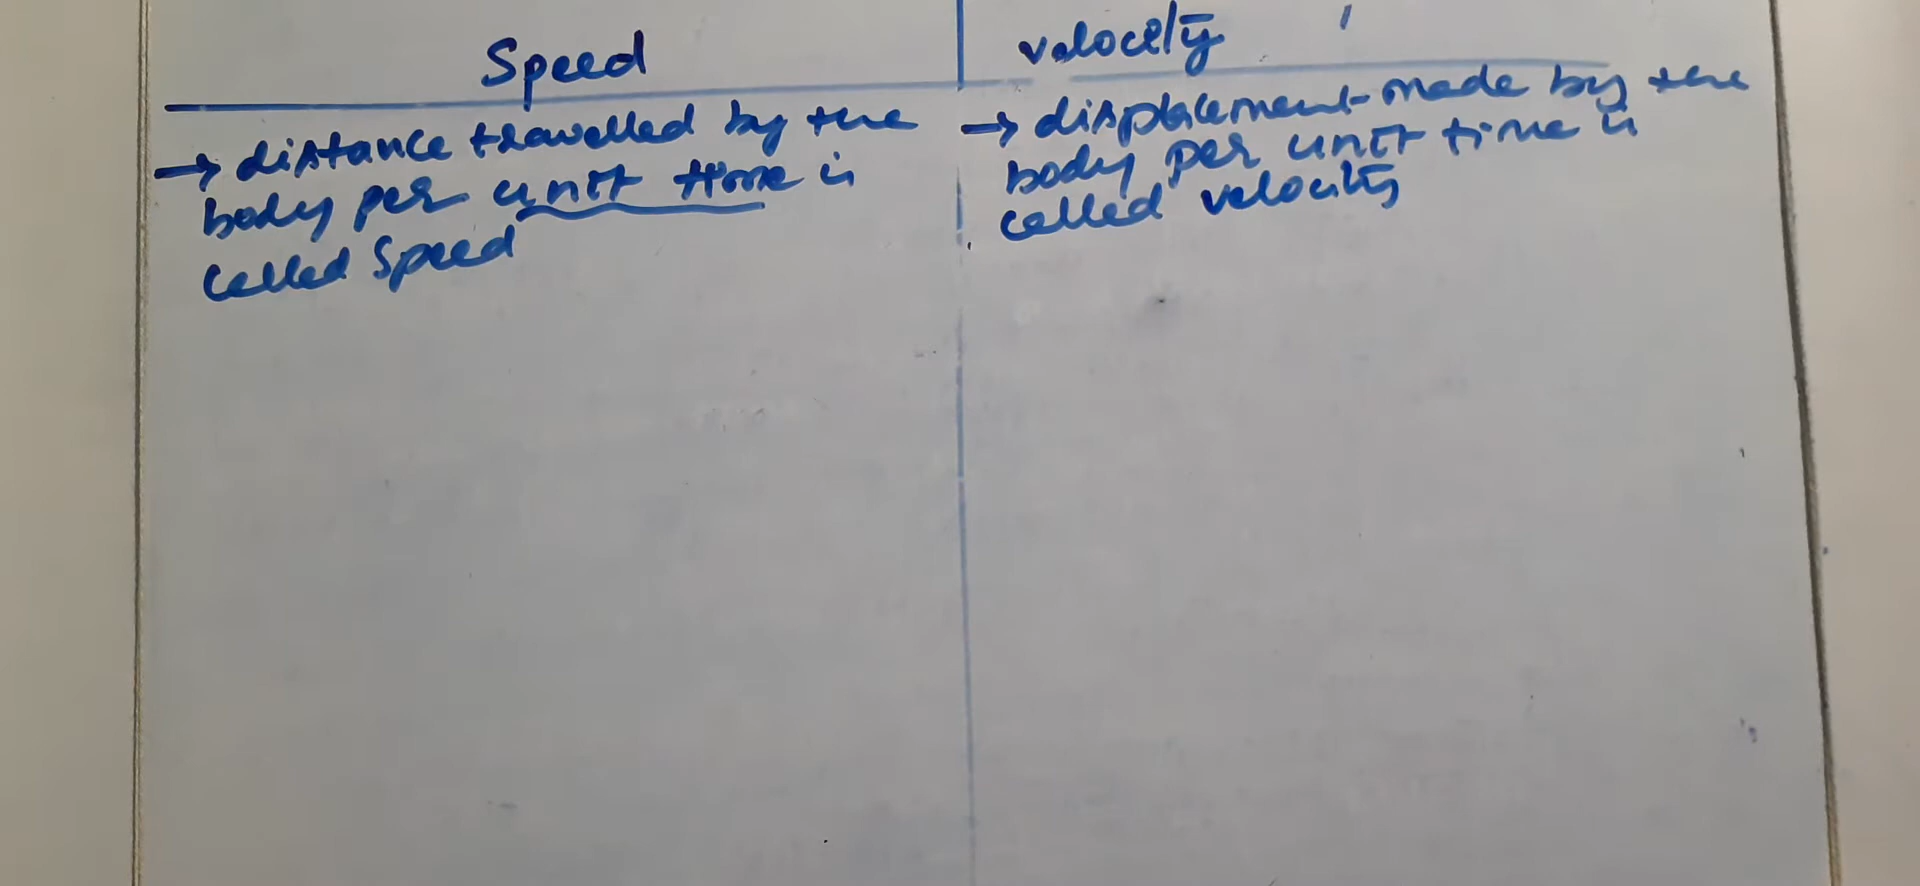 Speed
→ distance travelled by the
body per unit time is
called Speed
velocity
→ displacement made by the
body per unit time is
called velocity